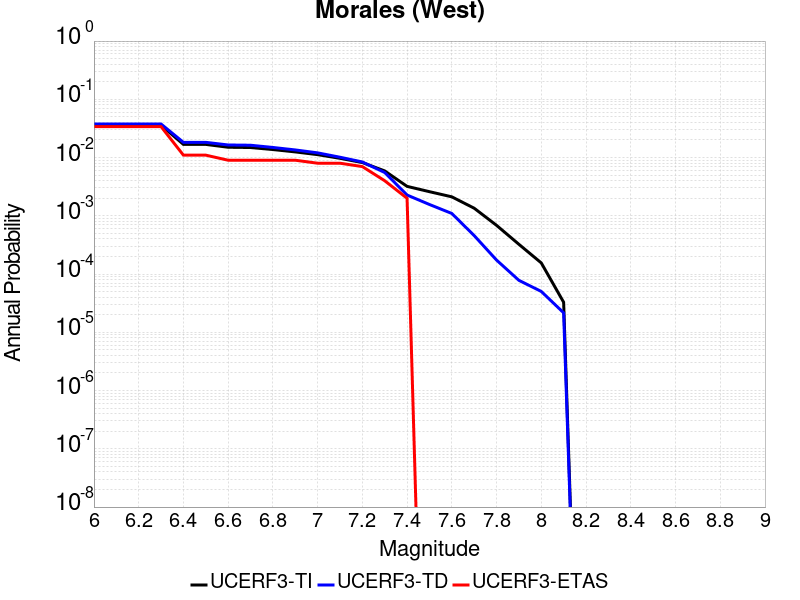 Morales (West)
10^0
10^-1
10^-2
10^-3
10^-4
10^-5
10^-6
10^-7
10^-8
Annual Probability
6 6.2 6.4 6.6 6.8 7 7.2 7.4 7.6 7.8 8 8.2 8.4 8.6 8.8 9
Magnitude
UCERF3-TI UCERF3-TD UCERF3-ETAS